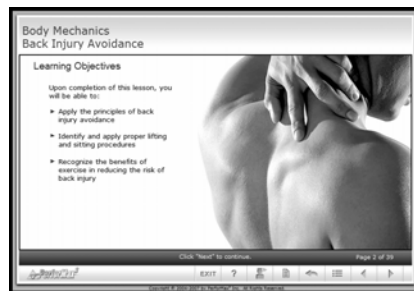 Body Mechanics
Back Injury Avoidance
Learning Objectives
Upon completion of this lesson, you
will be able to:
► Apply the principles of back
injury avoidance
► Identify and apply proper lifting
and sitting procedures
► Recognize the benefits of
exercise in reducing the risk of
back injury
Click "Next" to continue.
Page 2 of 39
EXIT ?